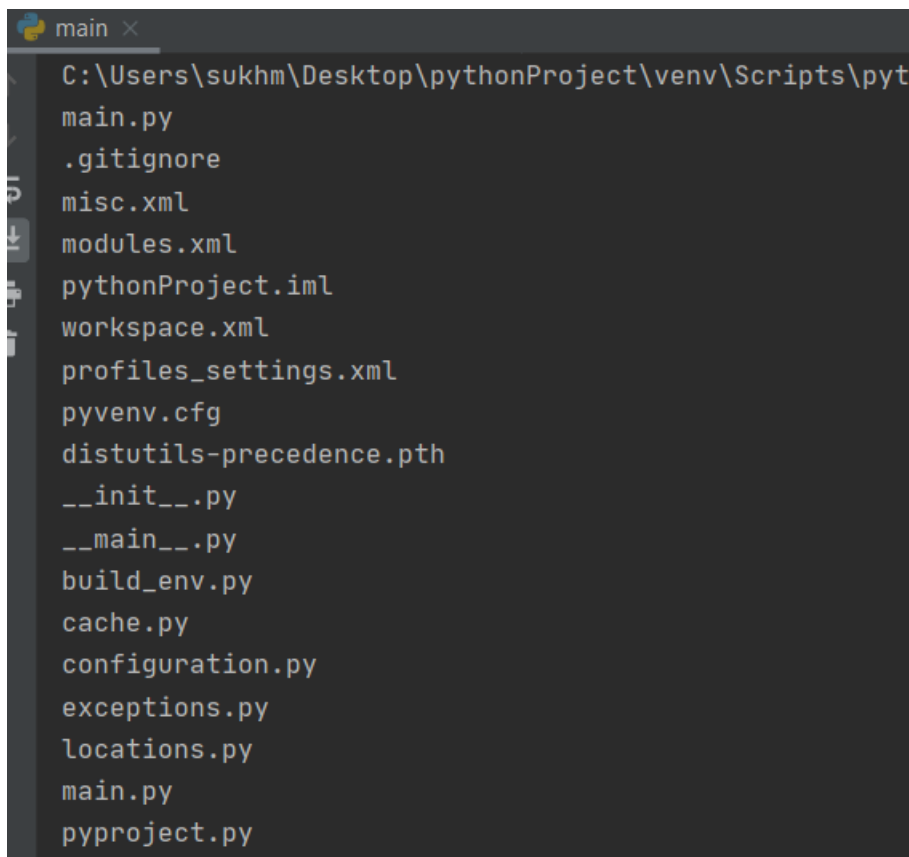 main
C:\Users\sukhm\Desktop\pythonProject\venv\Scripts\pyt
main.py
.gitignore
misc.xml
modules.xml
pythonProject.iml
workspace.xml
profiles_settings.xml
pyvenv.cfg
distutils-precedence.pth
__init__.py
__main__.py
build_env.py
cache.py
configuration.py
exceptions.py
locations.py
main.py
pyproject.py